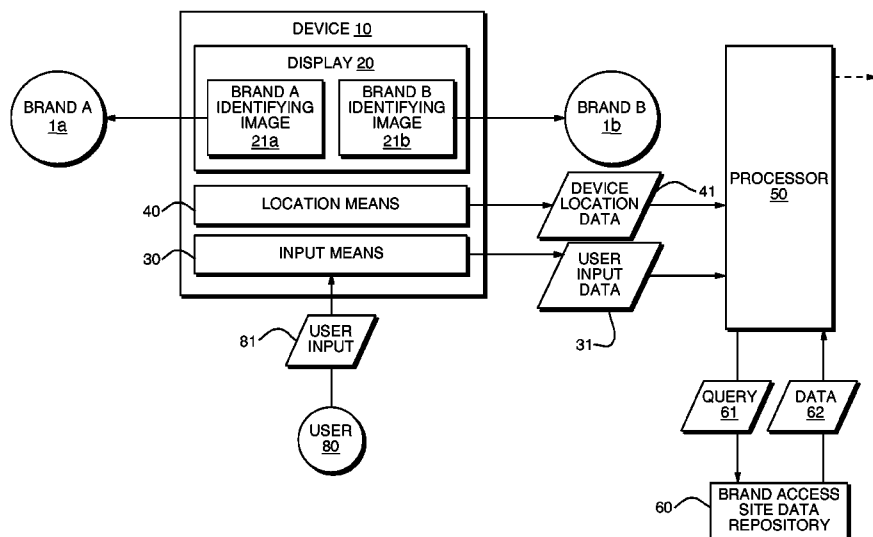 DEVICE 10
DISPLAY 20
BRAND A
IDENTIFYING
IMAGE
21a
BRAND B
IDENTIFYING
IMAGE
21b
BRAND A
1a
BRAND B
1b
PROCESSOR
50
40
LOCATION MEANS
DEVICE
LOCATION
DATA
41
30
INPUT MEANS
USER
INPUT
DATA
31
81
USER
INPUT
USER
80
QUERY
61
DATA
62
60
BRAND ACCESS
SITE DATA
REPOSITORY